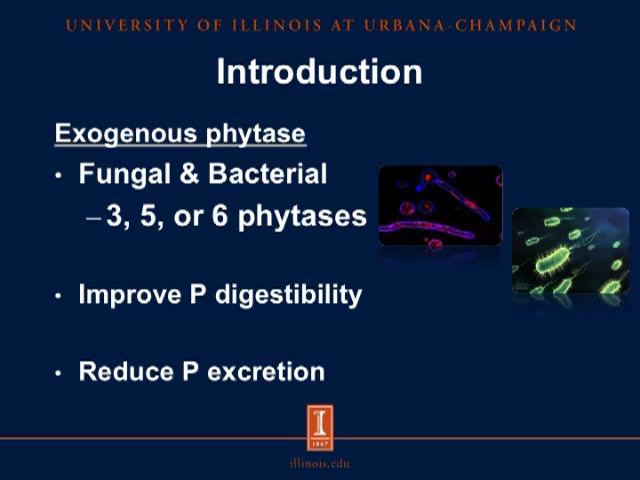 UNIVERSITY OF ILLINOIS AT URBANA-CHAMPAIGN
Introduction
Exogenous phytase
• Fungal & Bacterial
– 3, 5, or 6 phytases
• Improve P digestibility
• Reduce P excretion
I
1867
illinois.edu